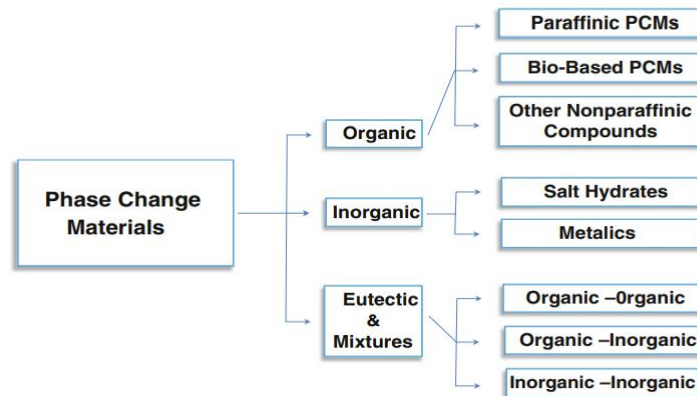 Phase Change
Materials
Organic
Inorganic
Eutectic
&
Mixtures
Paraffinic PCMs
Bio-Based PCMs
Other Nonparaffinic
Compounds
Salt Hydrates
Metalics
Organic –0rganic
Organic –Inorganic
Inorganic –Inorganic